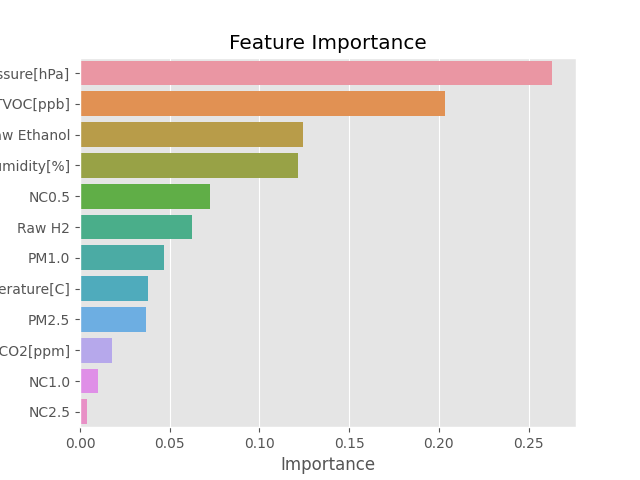 Feature Importance
ssure[hPa]
TVOC[ppb]
aw Ethanol
umidity[%]
NC0.5
Raw H2
PM1.0
erature[C]
PM2.5
CO2[ppm]
NC1.0
NC2.5
0.00 0.05 0.10 0.15 0.20 0.25
Importance